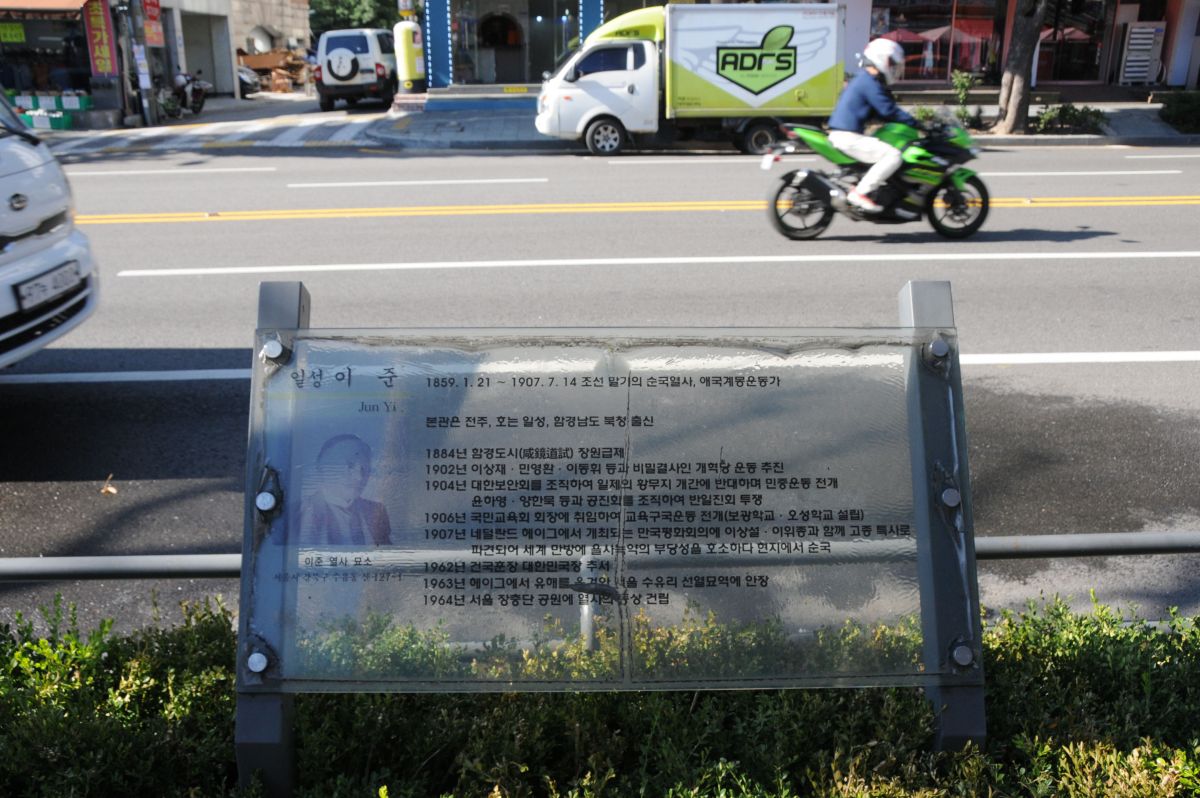 ADI'S
일성 이 준
Jun Yi
1859. 1. 21 ~ 1907. 7. 14 조선 말기의 순국열사, 애국계몽운동가
본관은 전주, 호는 일성, 함경남도 북청 출신
1884년 함경도시(咸鏡道試) 장원급제
1902년 이상재 · 민영환 · 이동휘 등과 비밀결사인 개혁당 운동 추진
1904년 대한보안회를 조직하여 일제의 황무지 개간에 반대하며 민중운동 전개
윤하영 · 양한묵 등과 공진회를 조직하여 반일진회 투쟁
1906년 국민교육회 회장에 취임하여 교육구국운동 전개(보광학교 · 오성학교 설립)
1907년 네덜란드 헤이그에서 개최되는 만국평화회의에 이상설 · 이위종과 함께 고종 특사로
파견되어 세계 만방에 을사늑약의 부당성을 호소하다 현지에서 순국
1962년 건국훈장 대한민국장 추서
1963년 헤이그에서 유해를 옮겨와 서울 수유리 선열묘역에 안장
1964년 서울 장충단 공원에 열사의 동상 건립
이준 열사 묘소
서울시 강북구 수유동 산 127-1